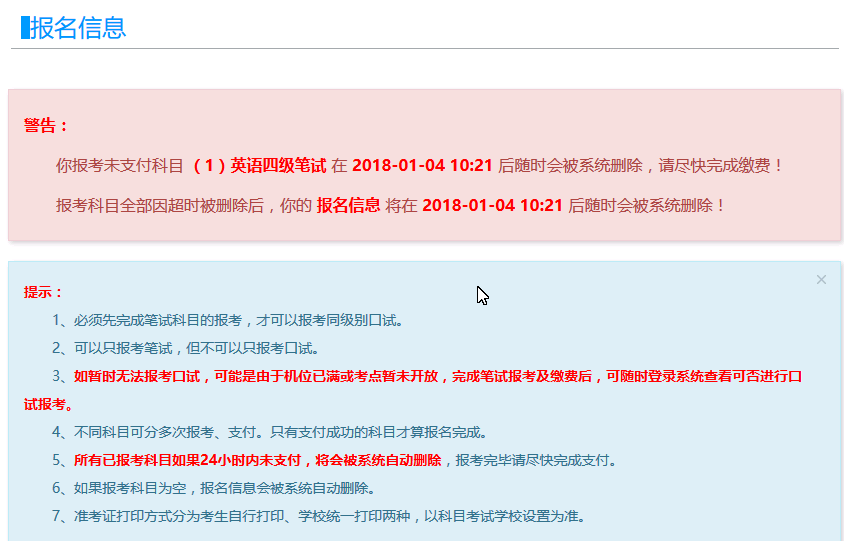 报名信息
警告：
你报考未支付科目（1）英语四级笔试 在 2018-01-04 10:21 后随时会被系统删除，请尽快完成缴费！
报考科目全部因超时被删除后，你的 报名信息 将在 2018-01-04 10:21 后随时会被系统删除！
×
提示：
1、必须先完成笔试科目的报考，才可以报考同级别口试。
2、可以只报考笔试，但不可以只报考口试。
3、如暂时无法报考口试，可能是由于机位已满或考点暂未开放，完成笔试报考及缴费后，可随时登录系统查看可否进行口
试报考。
4、不同科目可分多次报考、支付。只有支付成功的科目才算报名完成。
5、所有已报考科目如果24小时内未支付，将会被系统自动删除，报考完毕请尽快完成支付。
6、如果报考科目为空，报名信息会被系统自动删除。
7、准考证打印方式分为考生自行打印、学校统一打印两种，以科目考试学校设置为准。